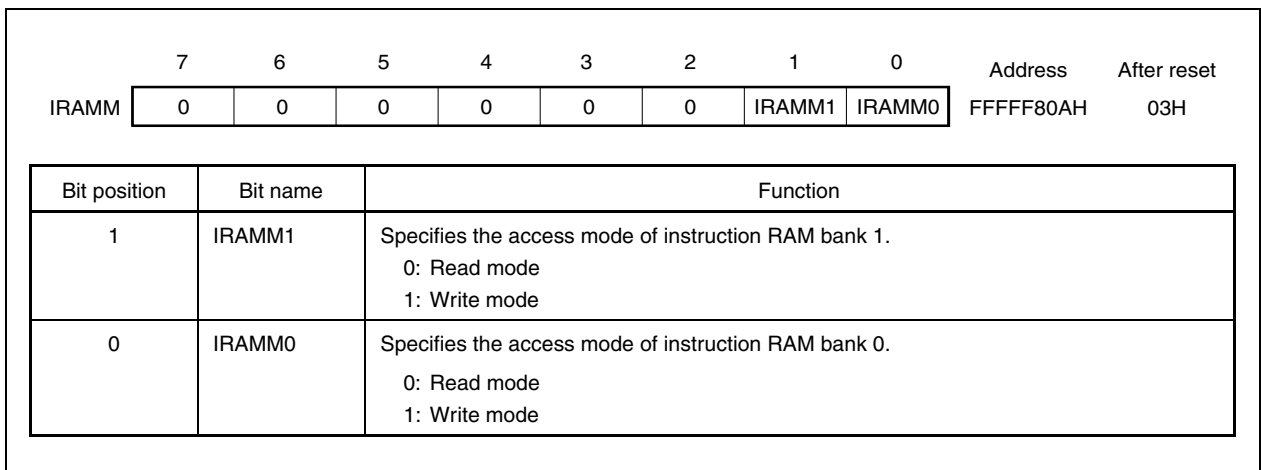 7 6 5 4 3 2 1 0 Address After reset
IRAMM 0 0 0 0 0 0 IRAMM1 IRAMM0 FFFFF80AH 03H
Bit position Bit name Function
1 IRAMM1 Specifies the access mode of instruction RAM bank 1.
0: Read mode
1: Write mode
0 IRAMM0 Specifies the access mode of instruction RAM bank 0.
0: Read mode
1: Write mode